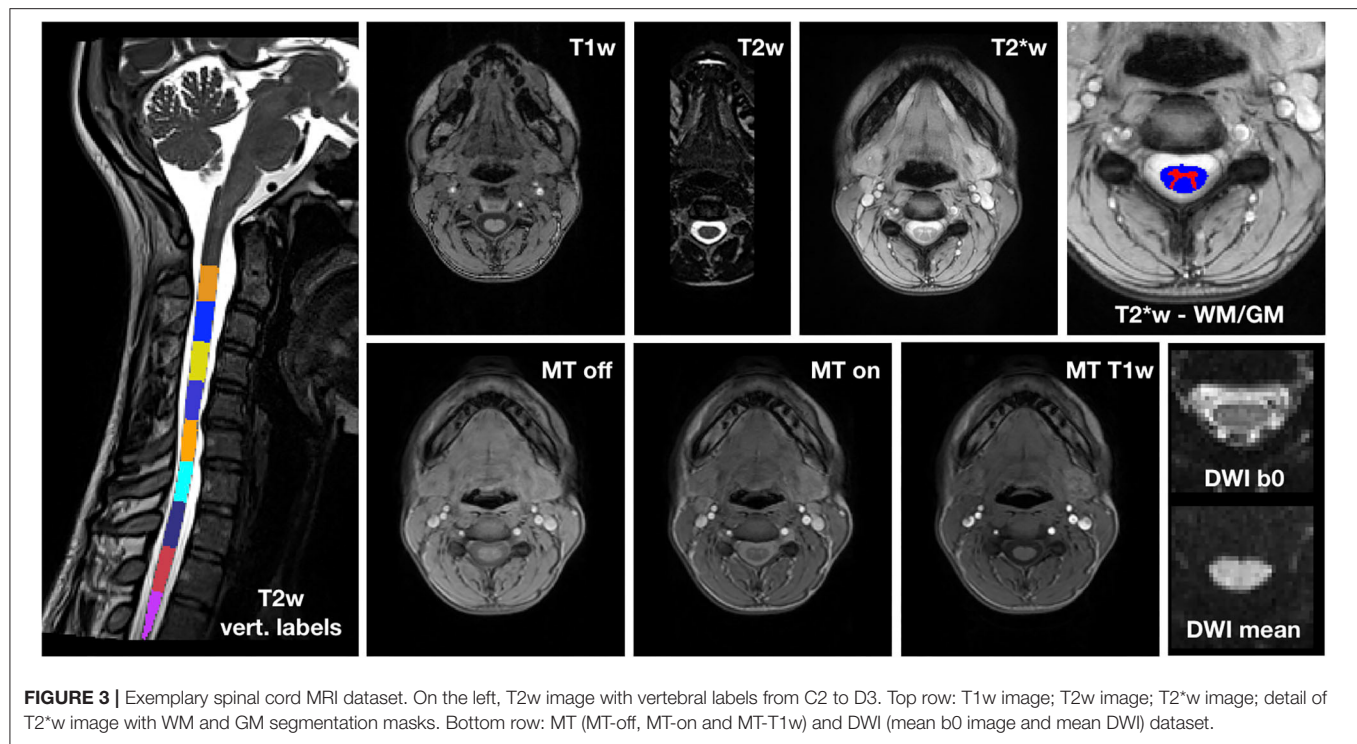 T1w
T2w
T2*w
T2*w - WM/GM
T2w
vert. labels
MT off
MT on
MT T1w
DWI b0
DWI mean
FIGURE 3 | Exemplary spinal cord MRI dataset. On the left, T2w image with vertebral labels from C2 to D3. Top row: T1w image; T2w image; T2*w image; detail of
T2*w image with WM and GM segmentation masks. Bottom row: MT (MT-off, MT-on and MT-T1w) and DWI (mean b0 image and mean DWI) dataset.